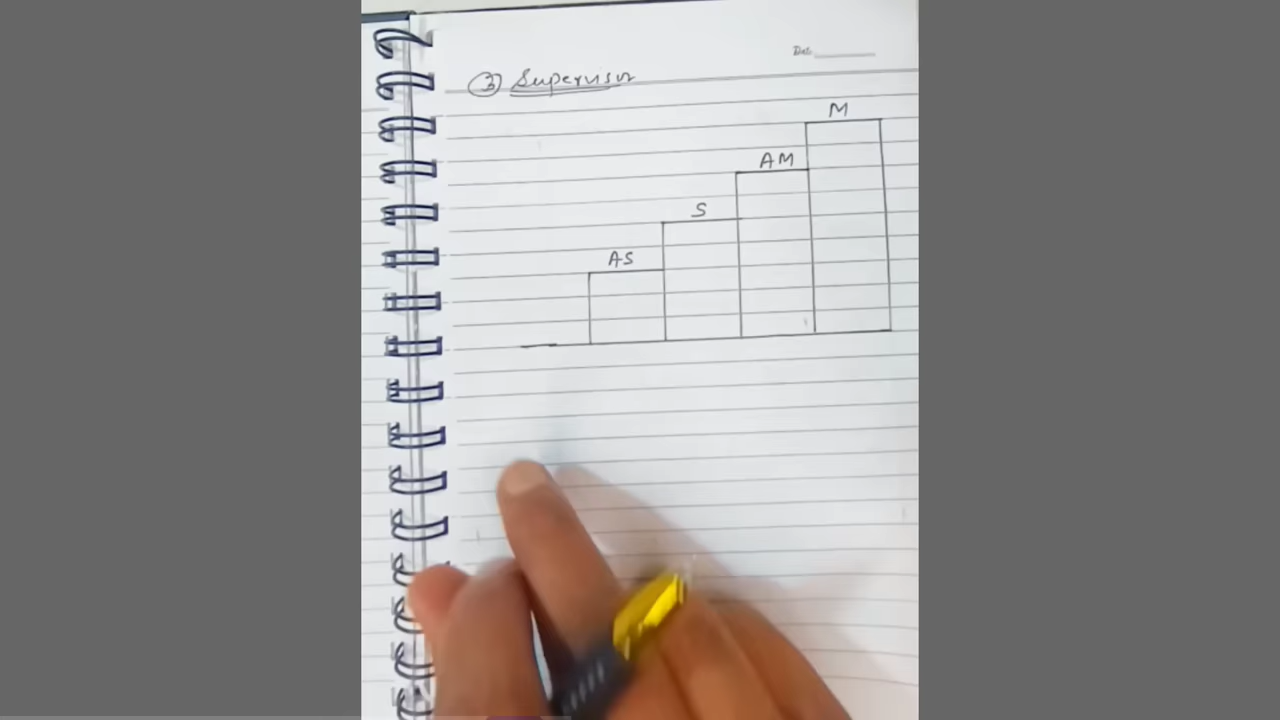 Date
③ Supervisor
M
AM
S
AS